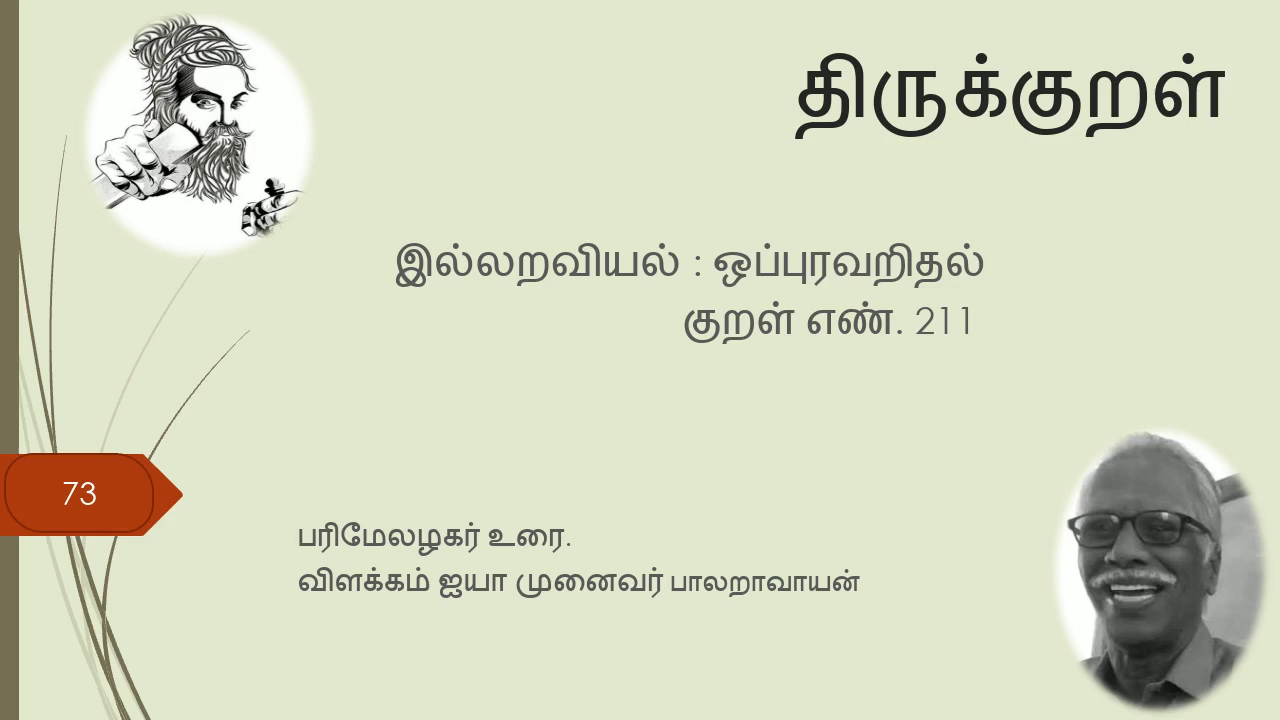 திருக்குறள்
இல்லறவியல் : ஒப்புரவறிதல்
குறள் எண். 211
73
பரிமேலழகர் உரை.
விளக்கம் ஐயா முனைவர் பாலறாவாயன்